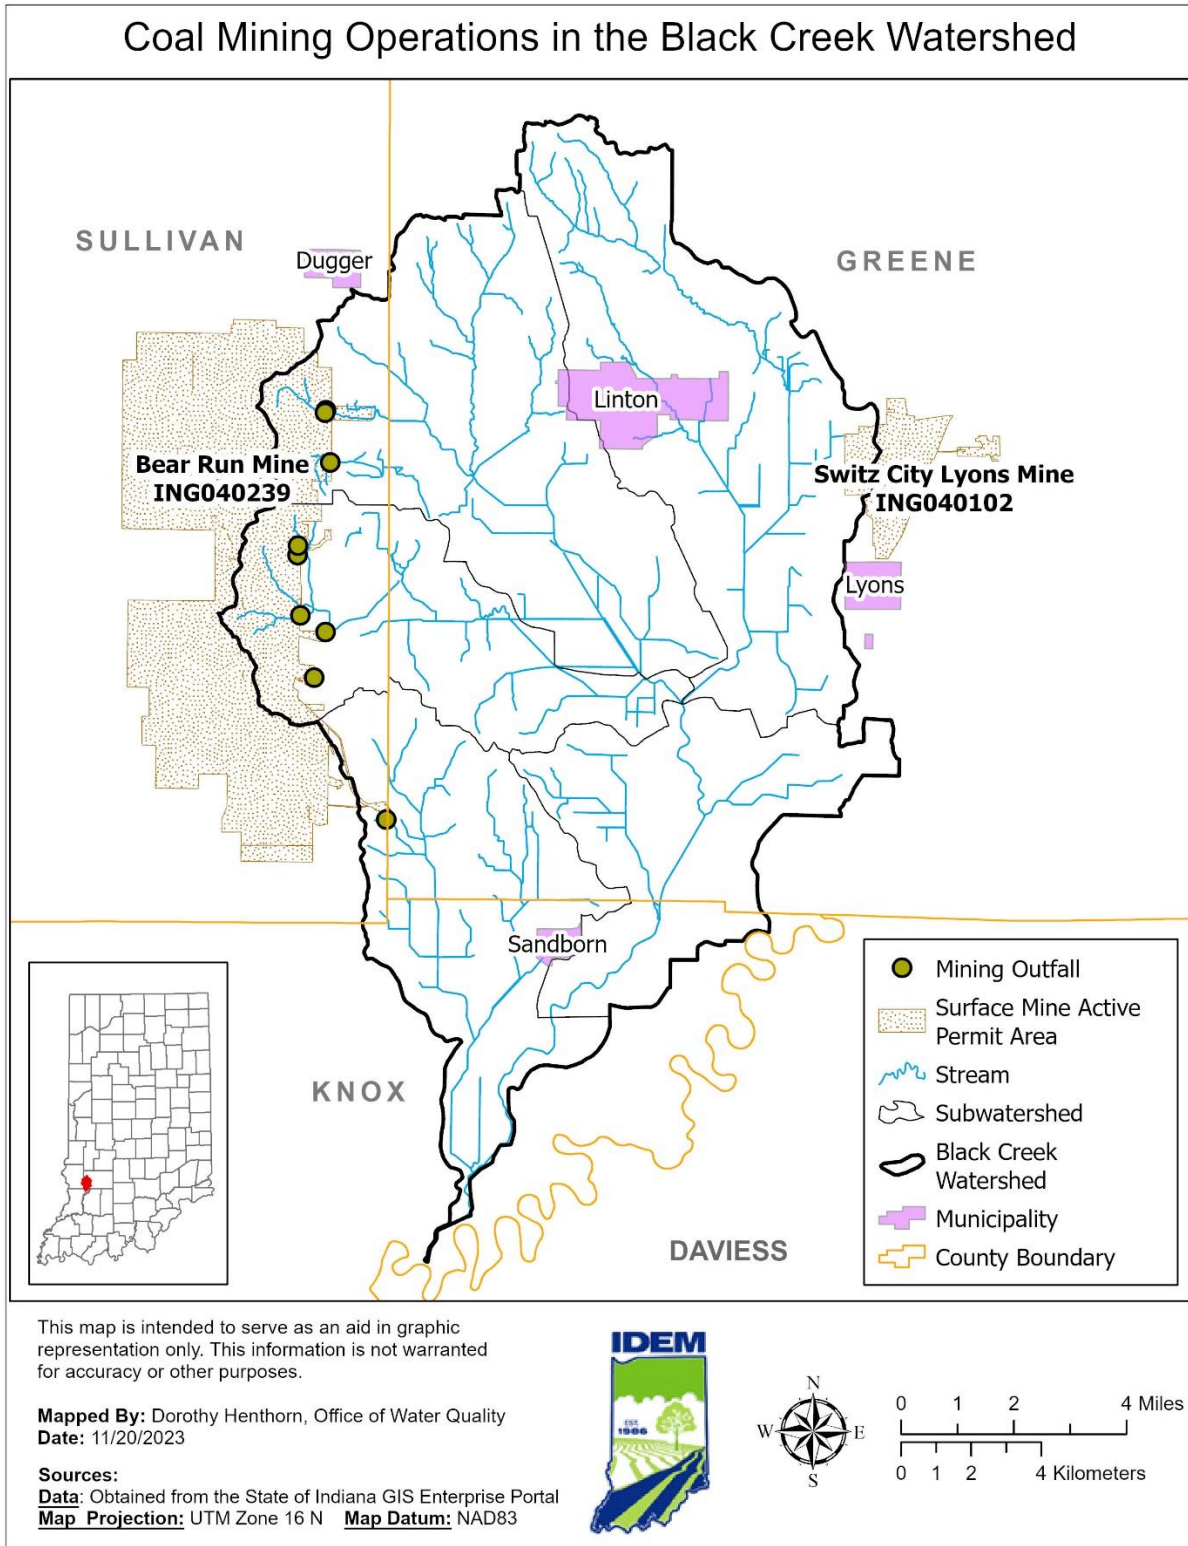 Coal Mining Operations in the Black Creek Watershed
SULLIVAN
Dugger
GREENE
Linton
Bear Run Mine
ING040239
Switz City Lyons Mine
ING040102
Lyons
Sandborn
KNOX
DAVIESS
Mining Outfall
Surface Mine Active
Permit Area
Stream
Subwatershed
Black Creek
Watershed
Municipality
County Boundary
This map is intended to serve as an aid in graphic
representation only. This information is not warranted
for accuracy or other purposes.
Mapped By: Dorothy Henthorn, Office of Water Quality
Date: 11/20/2023
Sources:
Data: Obtained from the State of Indiana GIS Enterprise Portal
Map Projection: UTM Zone 16 N Map Datum: NAD83
IDEM
EST.
1986
N
W E
S
0 1 2 4 Miles
0 1 2 4 Kilometers